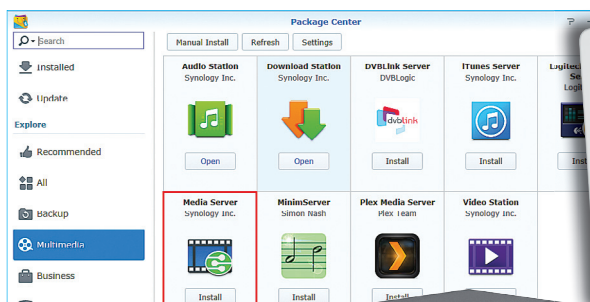 Package Center
Search
Manual Install Refresh Settings
Installed
Update
Explore
Recommended
All
Backup
Multimedia
Business
Audio Station Download Station DVBLink Server iTunes Server
Synology Inc. Synology Inc. DVBLogic Synology Inc.
dvblink
Open Open Install Install
Media Server MinimServer Plex Media Server Video Station
Synology Inc. Simon Nash Plex Team Synology Inc.
Install Install Install Install